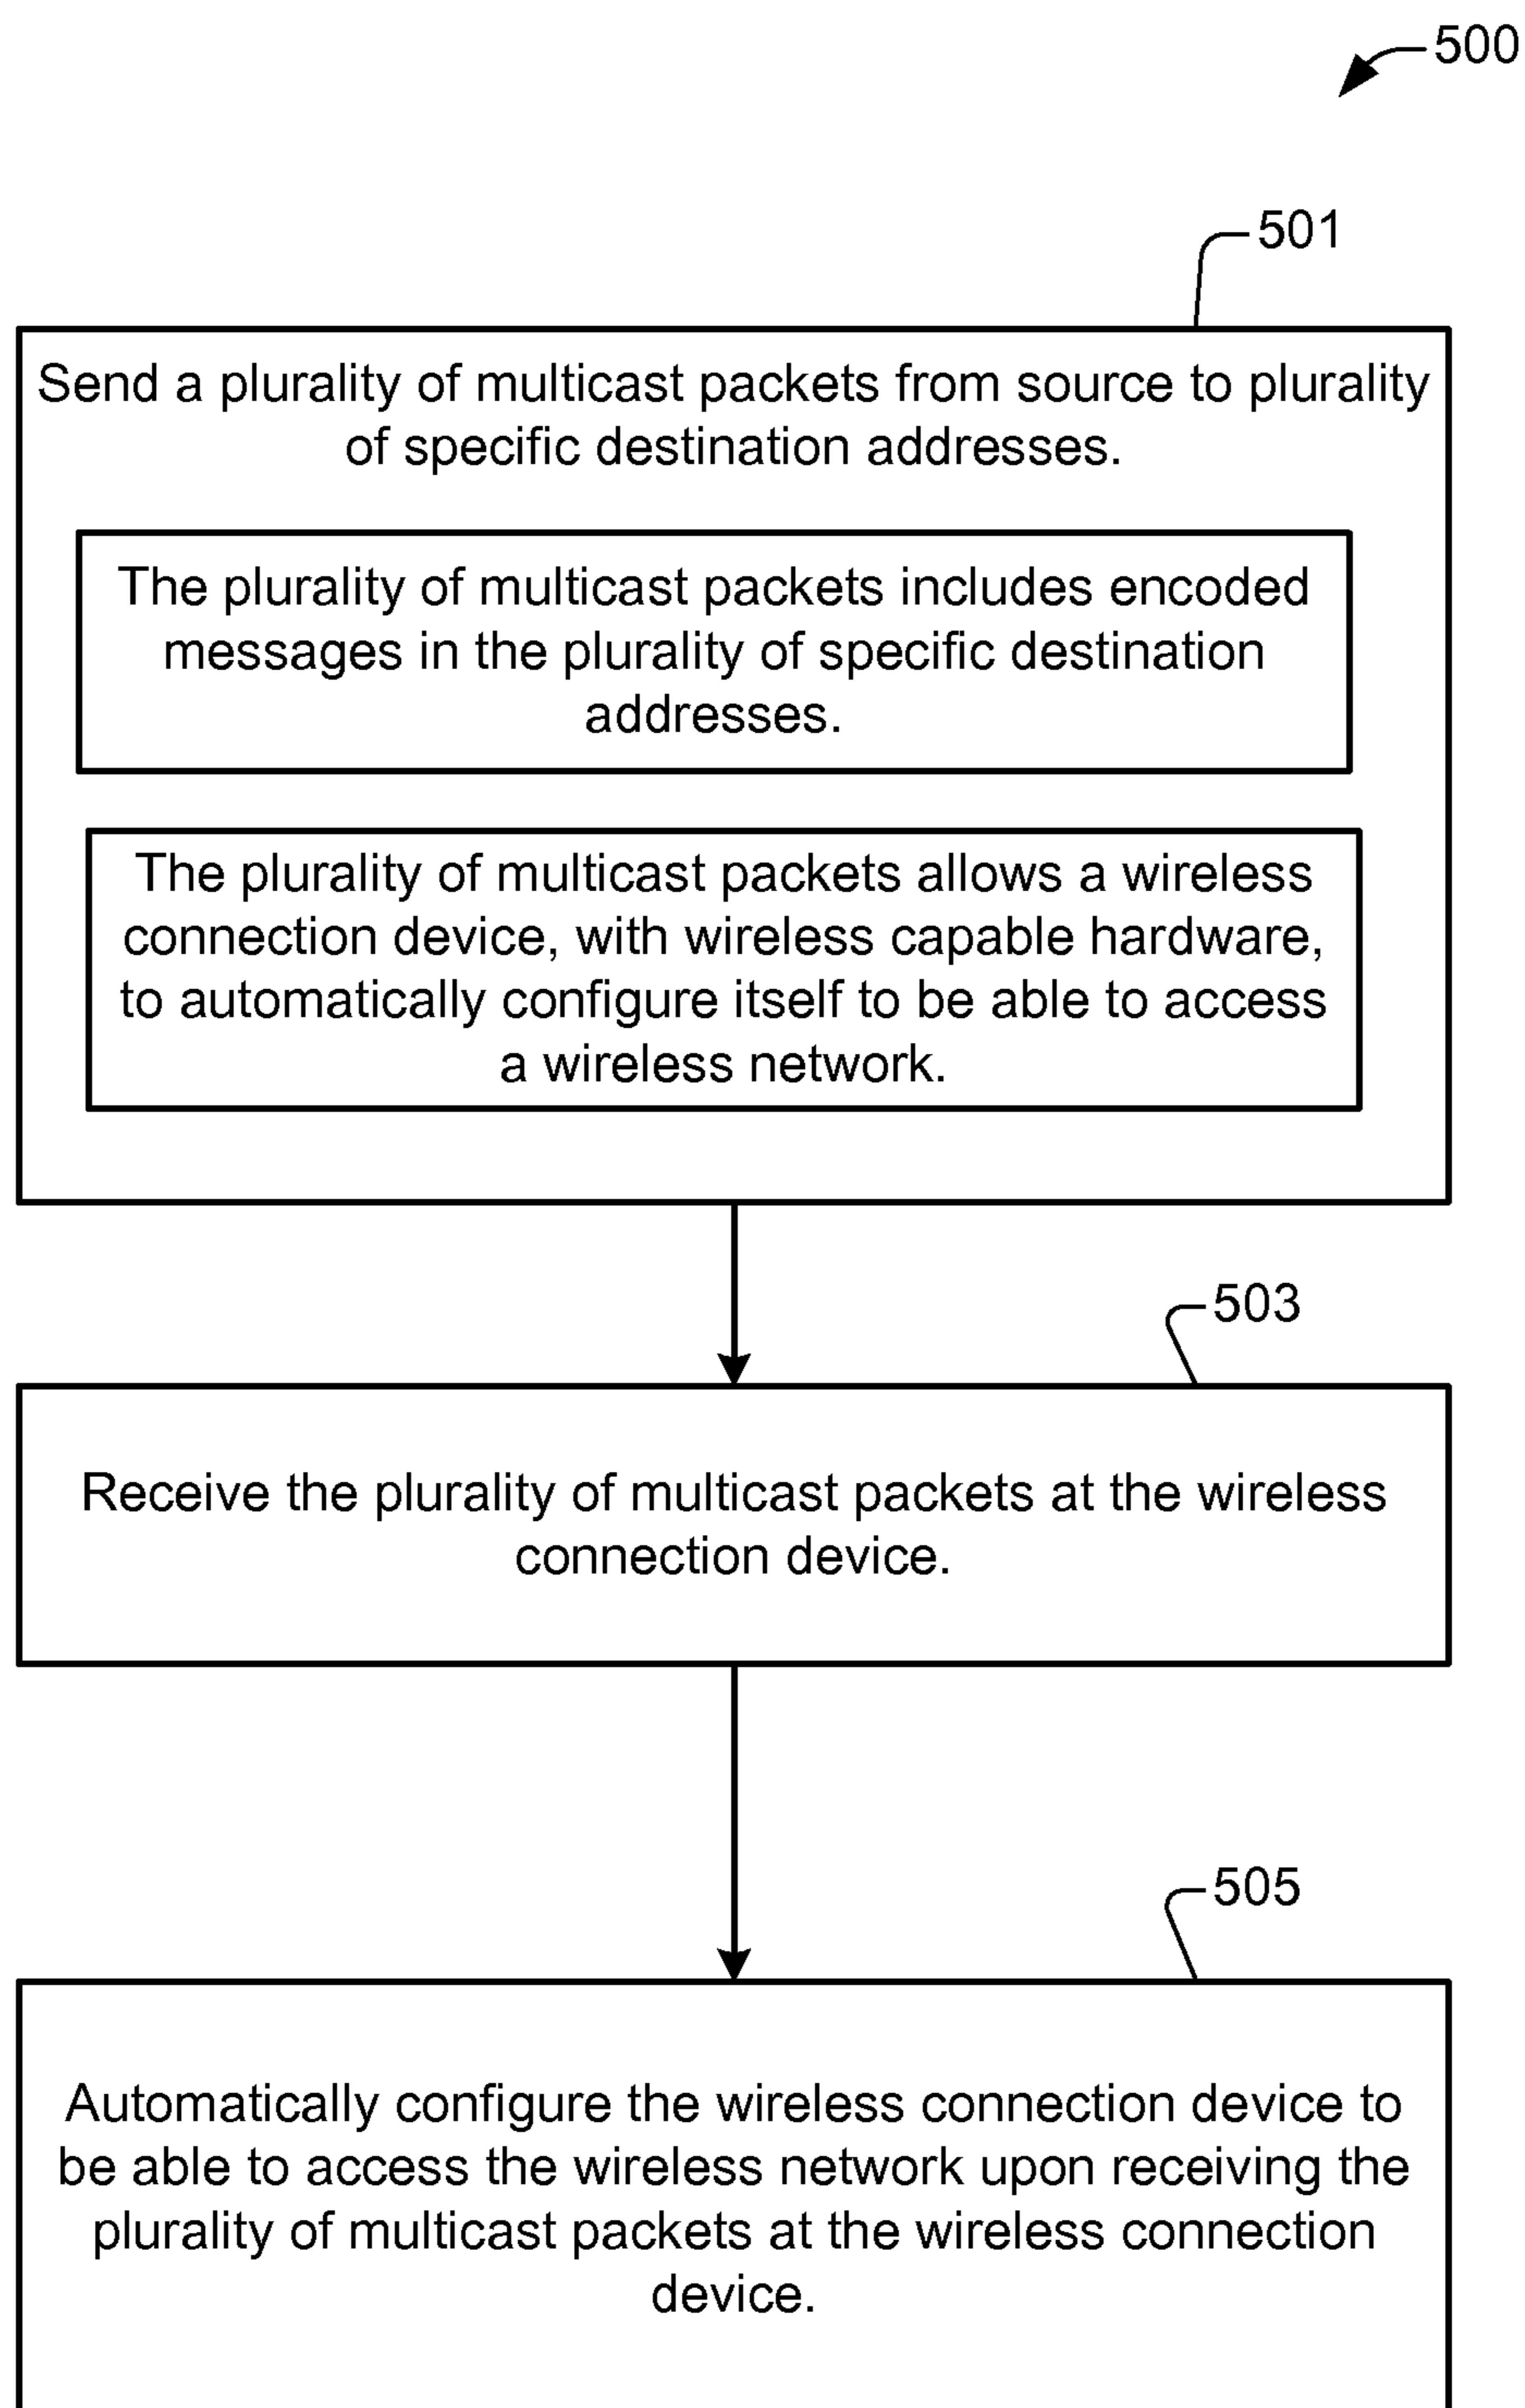 500
501
Send a plurality of multicast packets from source to plurality
of specific destination addresses.
The plurality of multicast packets includes encoded
messages in the plurality of specific destination
addresses.
The plurality of multicast packets allows a wireless
connection device, with wireless capable hardware,
to automatically configure itself to be able to access
a wireless network.
503
Receive the plurality of multicast packets at the wireless
connection device.
505
Automatically configure the wireless connection device to
be able to access the wireless network upon receiving the
plurality of multicast packets at the wireless connection
device.